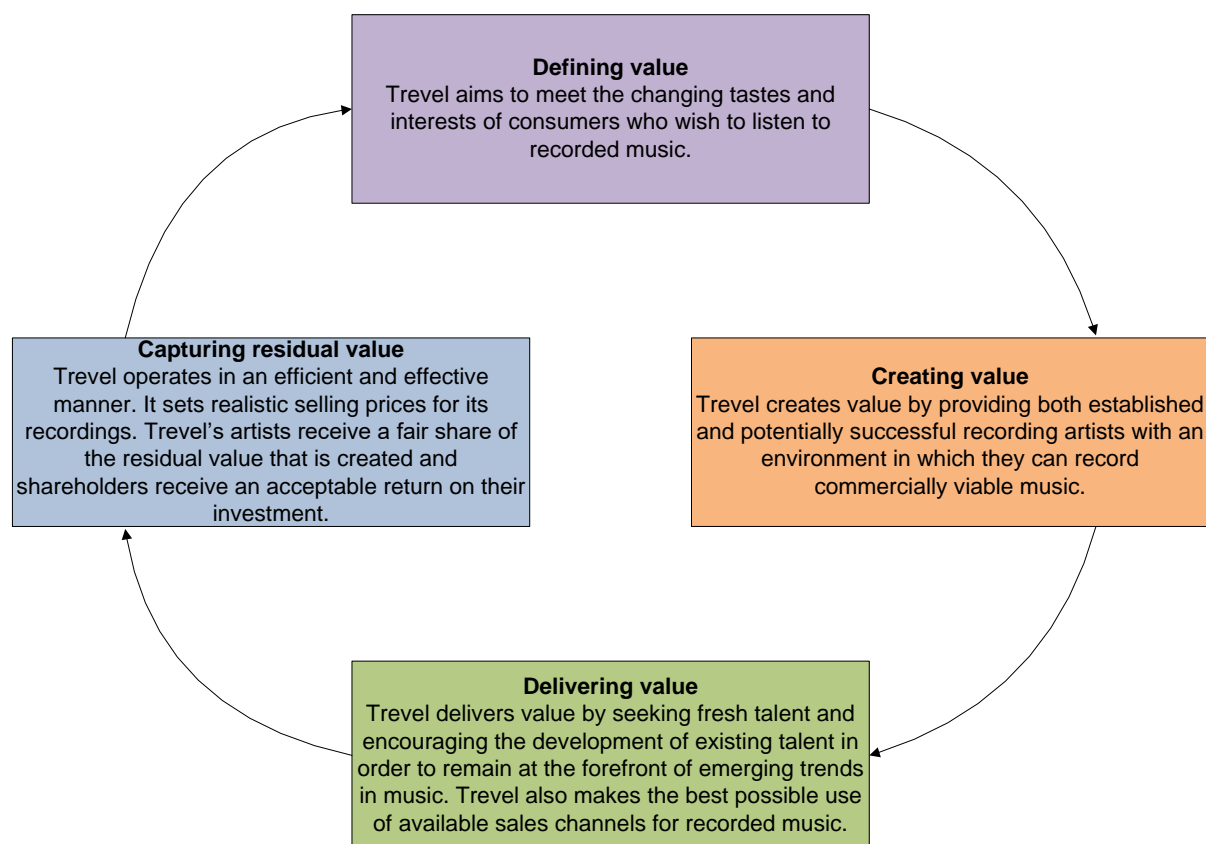 Defining value
Trevel aims to meet the changing tastes and
interests of consumers who wish to listen to
recorded music.
Capturing residual value
Trevel operates in an efficient and effective
manner. It sets realistic selling prices for its
recordings. Trevel's artists receive a fair share of
the residual value that is created and
shareholders receive an acceptable return on their
investment.
Creating value
Trevel creates value by providing both established
and potentially successful recording artists with an
environment in which they can record
commercially viable music.
Delivering value
Trevel delivers value by seeking fresh talent and
encouraging the development of existing talent in
order to remain at the forefront of emerging trends
in music. Trevel also makes the best possible use
of available sales channels for recorded music.